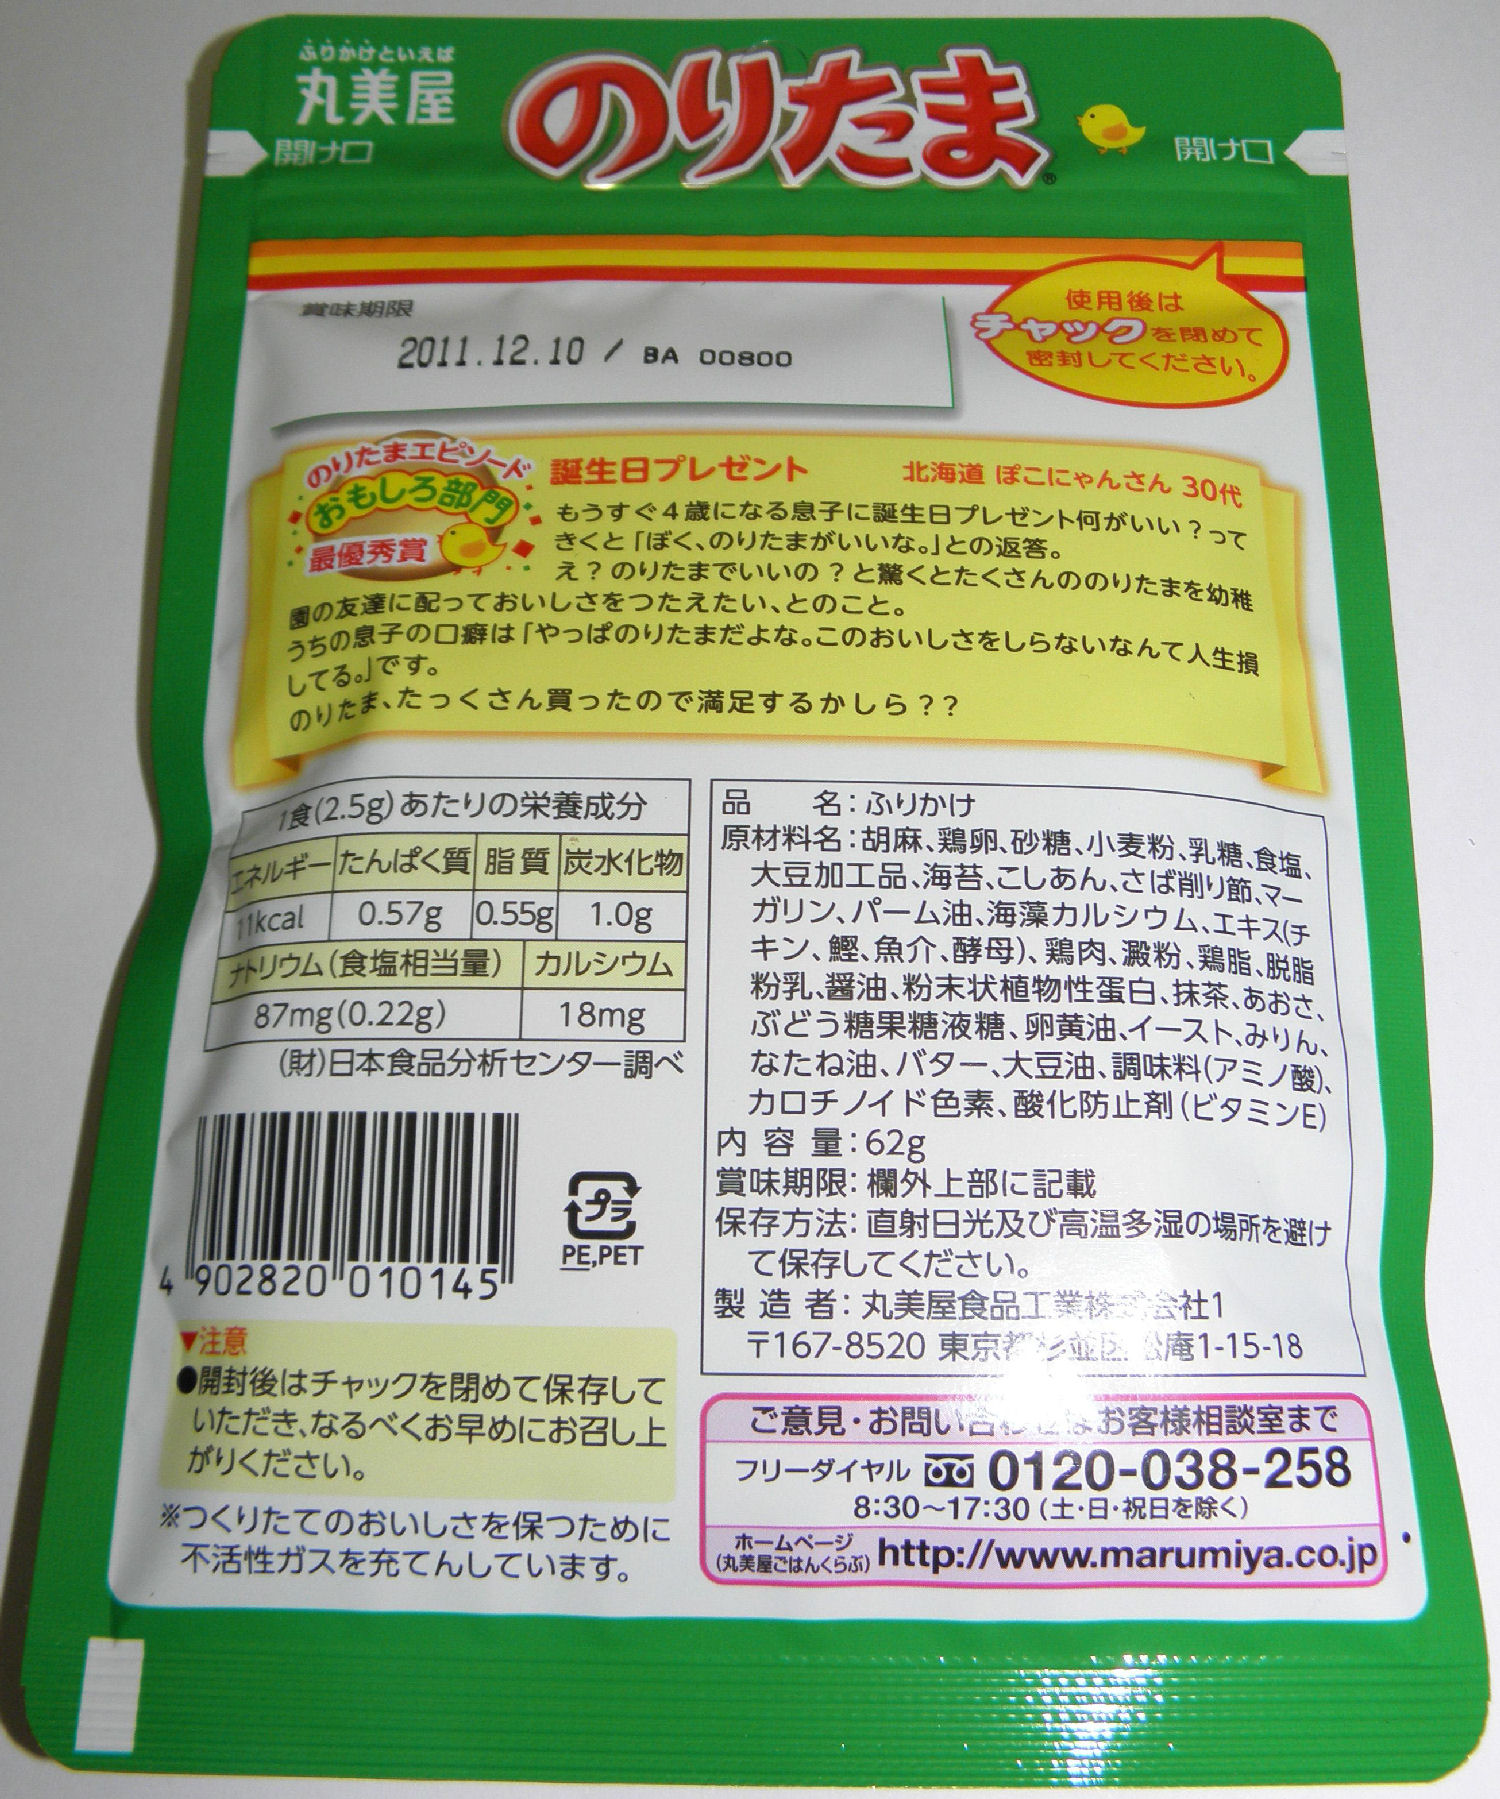 ふりかけといえば
丸美屋
のりたま
®
開け口
開け口
賞味期限
2011.12.10 / BA 00800
使用後は
チャックを閉めて
密封してください。
のりたまエピソード
おもしろ部門
最優秀賞
誕生日プレゼント 北海道 ぽこにゃんさん 30代
もうすぐ4歳になる息子に誕生日プレゼント何がいい？って
きくと「ぼく、のりたまがいいな。」との返答。
え？のりたまでいいの？と驚くとたくさんののりたまを幼稚
園の友達に配っておいしさをつたえたい、とのこと。
うちの息子の口癖は「やっぱのりたまだよな。このおいしさをしらないなんて人生損
してる。」です。
のりたま、たっくさん買ったので満足するかしら？？
1食(2.5g)あたりの栄養成分
エネルギー たんぱく質 脂質 炭水化物
11kcal 0.57g 0.55g 1.0g
ナトリウム(食塩相当量) カルシウム
87mg(0.22g) 18mg
(財)日本食品分析センター調べ
4 902820 010145
プラ
PE,PET
▼注意
●開封後はチャックを閉めて保存して
いただき、なるべくお早めにお召し上
がりください。
※つくりたてのおいしさを保つために
不活性ガスを充てんしています。
品名：ふりかけ
原材料名：胡麻、鶏卵、砂糖、小麦粉、乳糖、食塩、
大豆加工品、海苔、こしあん、さば削り節、マー
ガリン、パーム油、海藻カルシウム、エキス(チ
キン、鰹、魚介、酵母)、鶏肉、澱粉、鶏脂、脱脂
粉乳、醤油、粉末状植物性蛋白、抹茶、あおさ、
ぶどう糖果糖液糖、卵黄油、イースト、みりん、
なたね油、バター、大豆油、調味料(アミノ酸)、
カロチノイド色素、酸化防止剤(ビタミンE)
内容量：62g
賞味期限：欄外上部に記載
保存方法：直射日光及び高温多湿の場所を避け
て保存してください。
製造者：丸美屋食品工業株式会社1
〒167-8520 東京都杉並区松庵1-15-18
ご意見・お問い合わせはお客様相談室まで
フリーダイヤル 0120-038-258
8:30～17:30(土・日・祝日を除く)
ホームページ
(丸美屋ごはんくらぶ) http://www.marumiya.co.jp